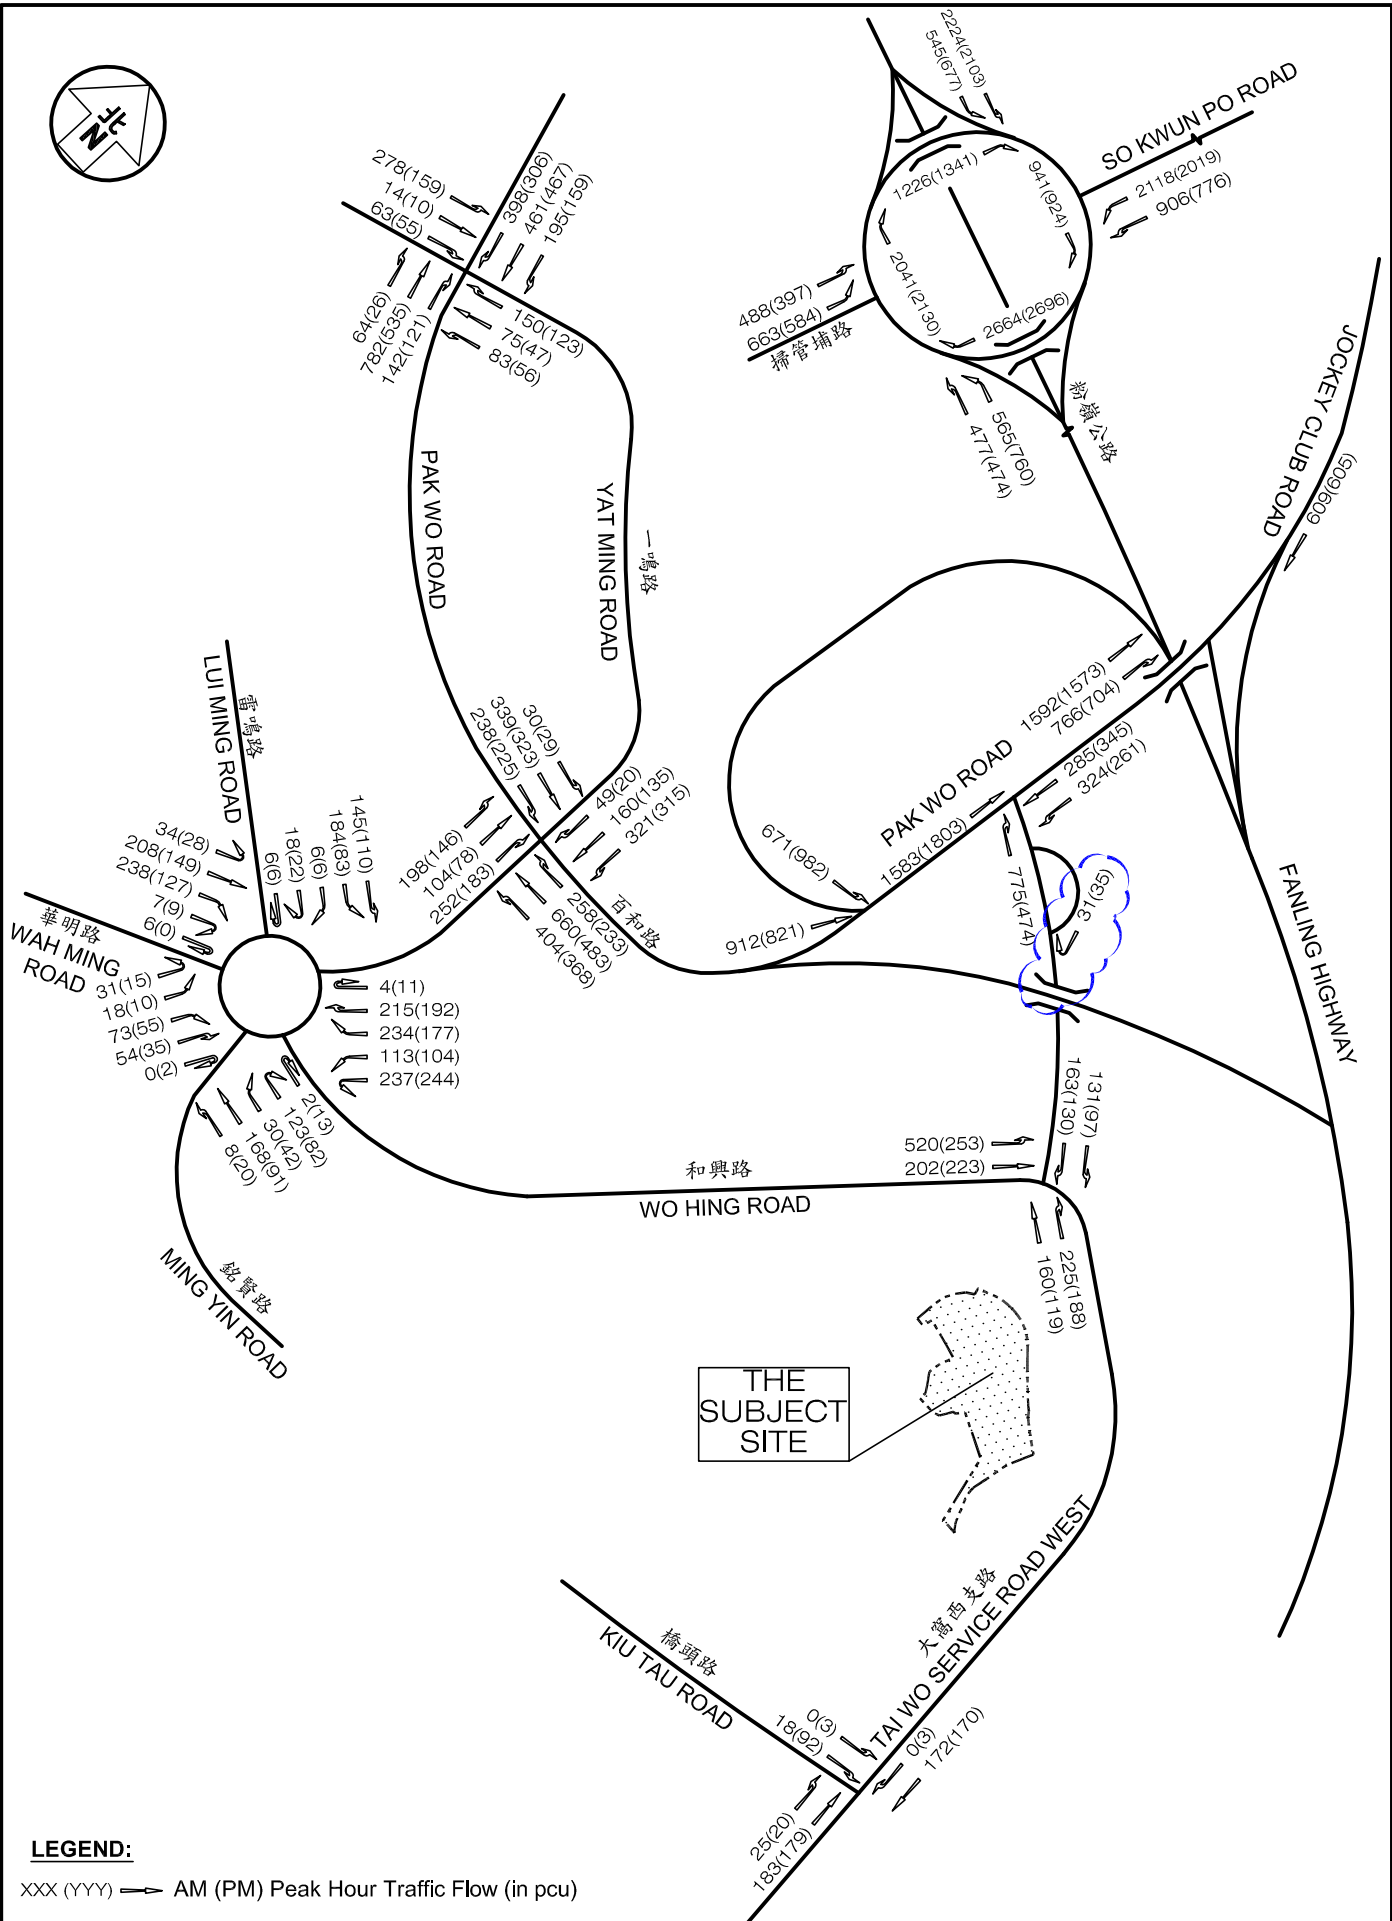 北
N
2224(2103)
545(677)
SO KWUN PO ROAD
2118(2019)
906(776)
1226(1341)
941(924)
2041(2130)
2664(2696)
488(397)
663(584)
掃管埔路
565(760)
477(474)
粉嶺公路
JOCKEY CLUB ROAD
609(605)
278(159)
14(10)
63(55)
398(306)
461(467)
195(159)
64(26)
782(535)
142(121)
150(123)
75(47)
83(56)
PAK WO ROAD
YAT MING ROAD
一鳴路
LUI MING ROAD
雷鳴路
30(29)
339(323)
238(225)
49(20)
160(135)
321(315)
198(146)
104(78)
252(183)
258(233)
660(483)
404(368)
百和路
1592(1573)
766(704)
PAK WO ROAD
285(345)
324(261)
671(982)
1583(1803)
912(821)
775(474)
31(35)
FANLING HIGHWAY
34(28)
208(149)
238(127)
7(9)
6(0)
6(6)
18(22)
6(6)
184(83)
145(110)
華明路
WAH MING
ROAD
31(15)
18(10)
73(55)
54(35)
0(2)
4(11)
215(192)
234(177)
113(104)
237(244)
2(13)
123(82)
30(42)
168(91)
8(20)
銘賢路
MING YIN ROAD
131(97)
163(130)
520(253)
202(223)
和興路
WO HING ROAD
225(188)
160(119)
THE
SUBJECT
SITE
大窩西支路
TAI WO SERVICE ROAD WEST
橋頭路
KIU TAU ROAD
0(3)
18(92)
0(3)
172(170)
25(20)
183(179)
LEGEND:
XXX (YYY) AM (PM) Peak Hour Traffic Flow (in pcu)